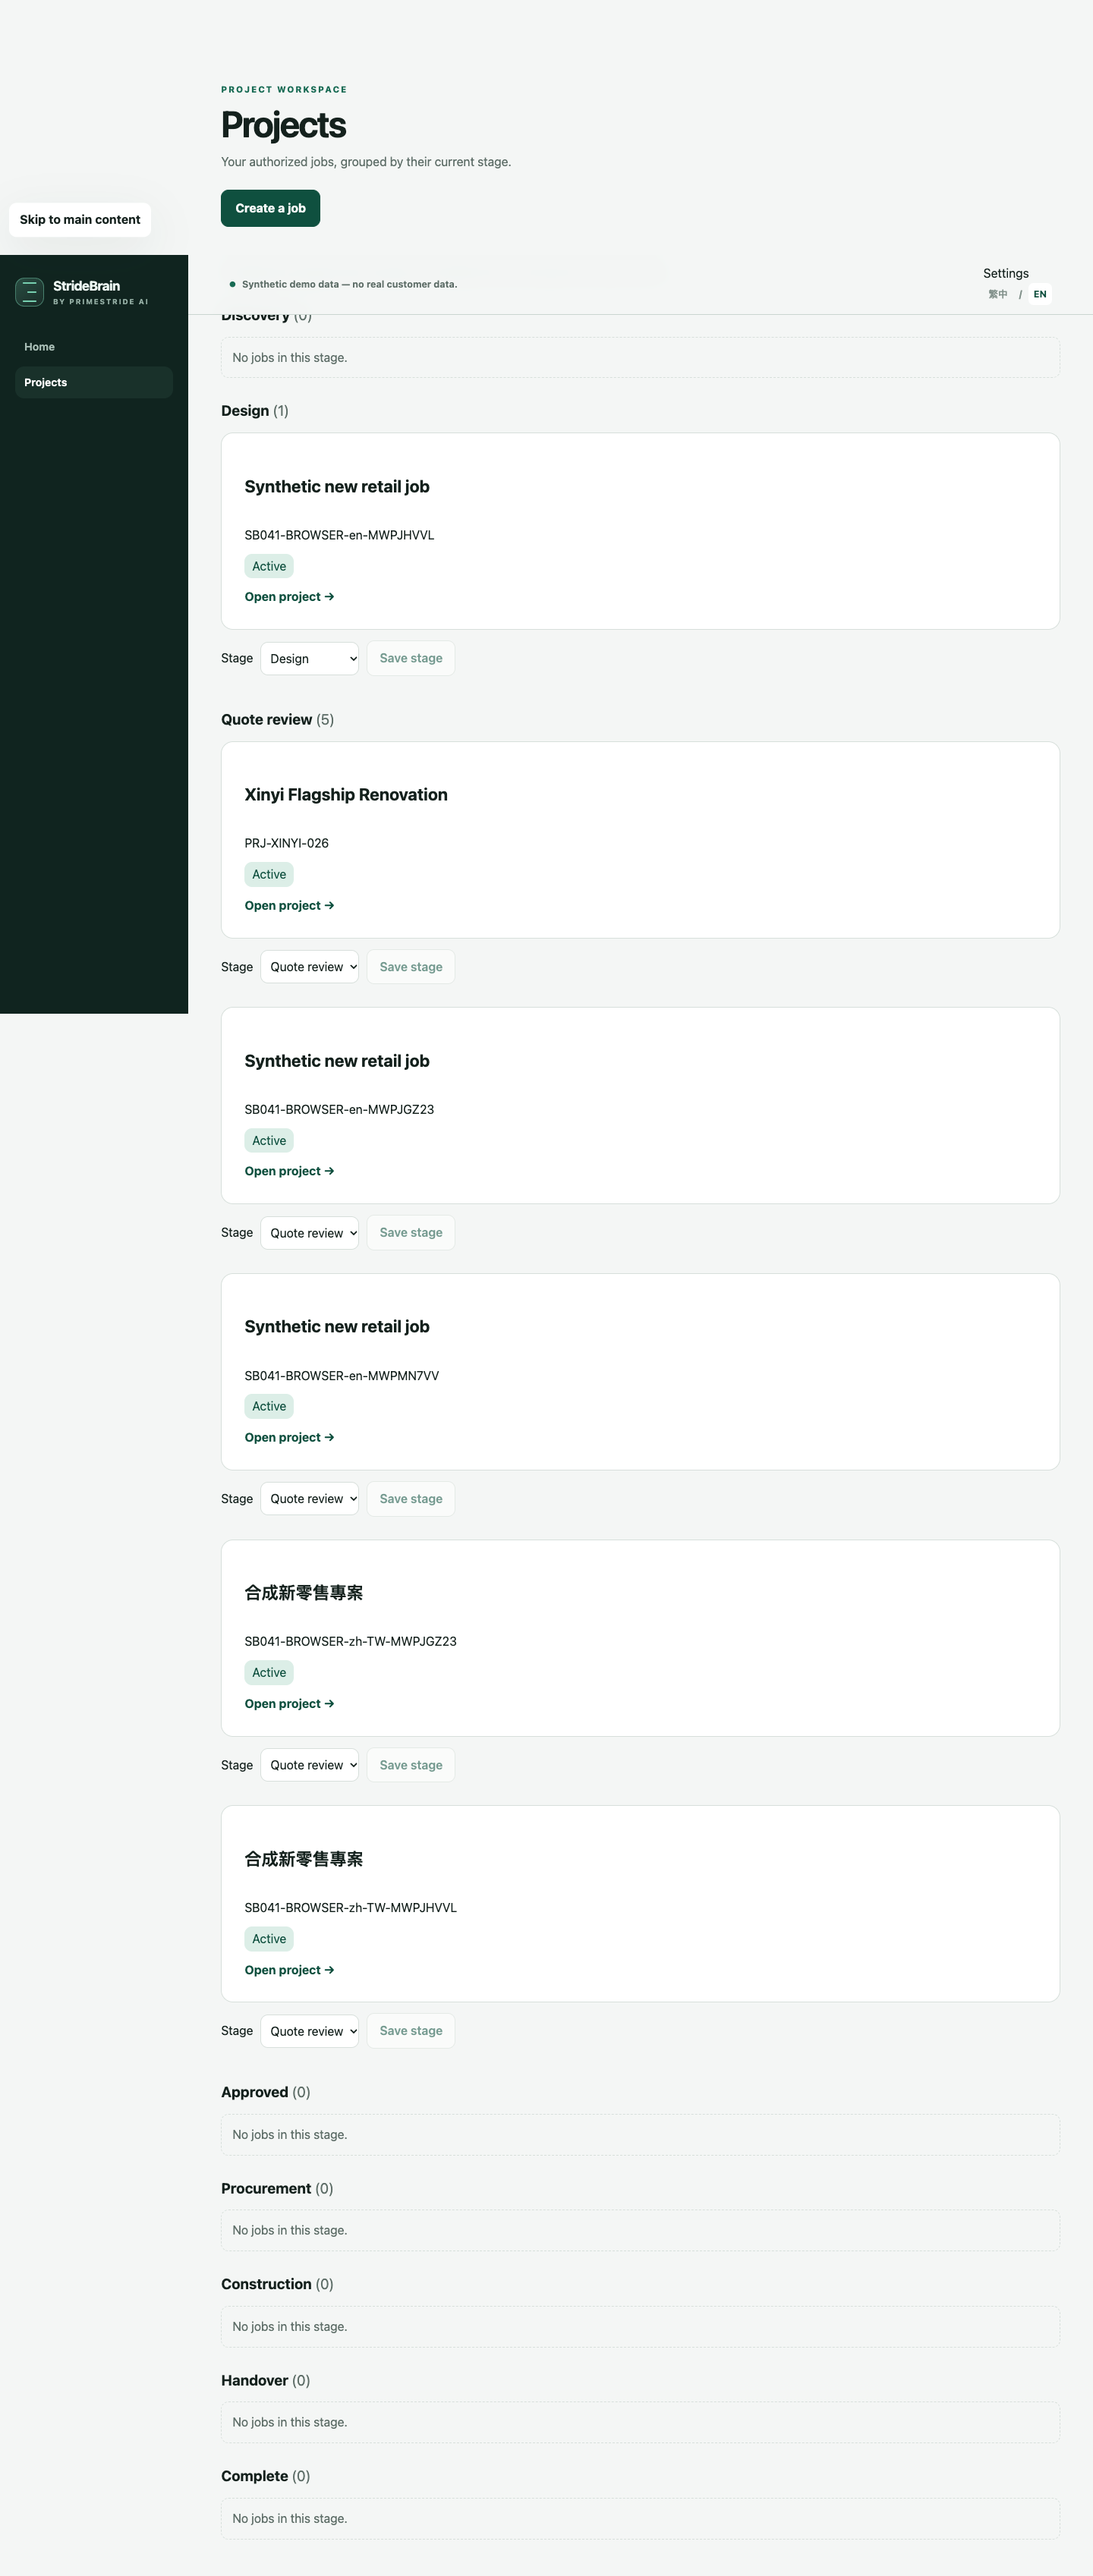 PROJECT WORKSPACE
Projects
Your authorized jobs, grouped by their current stage.
Create a job
Skip to main content
StrideBrain
BY PRIMESTRIDE AI
Home
Projects
Synthetic demo data — no real customer data.
Settings
繁中 / EN
Discovery (0)
No jobs in this stage.
Design (1)
Synthetic new retail job
SB041-BROWSER-en-MWPJHVVL
Active
Open project →
Stage Design Save stage
Quote review (5)
Xinyi Flagship Renovation
PRJ-XINYI-026
Active
Open project →
Stage Quote review Save stage
Synthetic new retail job
SB041-BROWSER-en-MWPJGZ23
Active
Open project →
Stage Quote review Save stage
Synthetic new retail job
SB041-BROWSER-en-MWPMN7VV
Active
Open project →
Stage Quote review Save stage
合成新零售專案
SB041-BROWSER-zh-TW-MWPJGZ23
Active
Open project →
Stage Quote review Save stage
合成新零售專案
SB041-BROWSER-zh-TW-MWPJHVVL
Active
Open project →
Stage Quote review Save stage
Approved (0)
No jobs in this stage.
Procurement (0)
No jobs in this stage.
Construction (0)
No jobs in this stage.
Handover (0)
No jobs in this stage.
Complete (0)
No jobs in this stage.